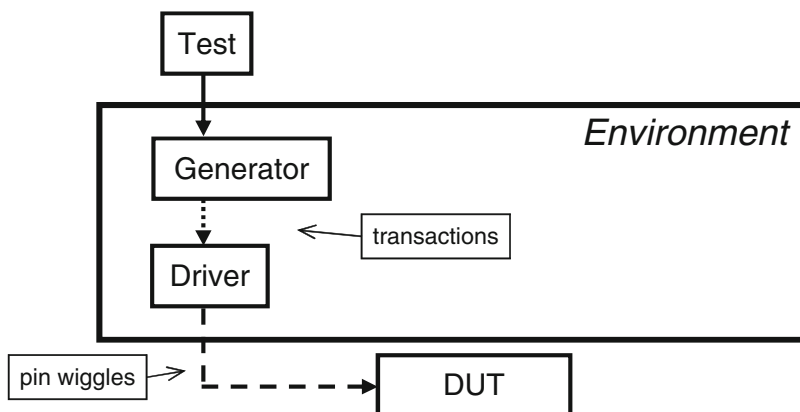 Test
Environment
Generator
transactions
Driver
pin wiggles
DUT